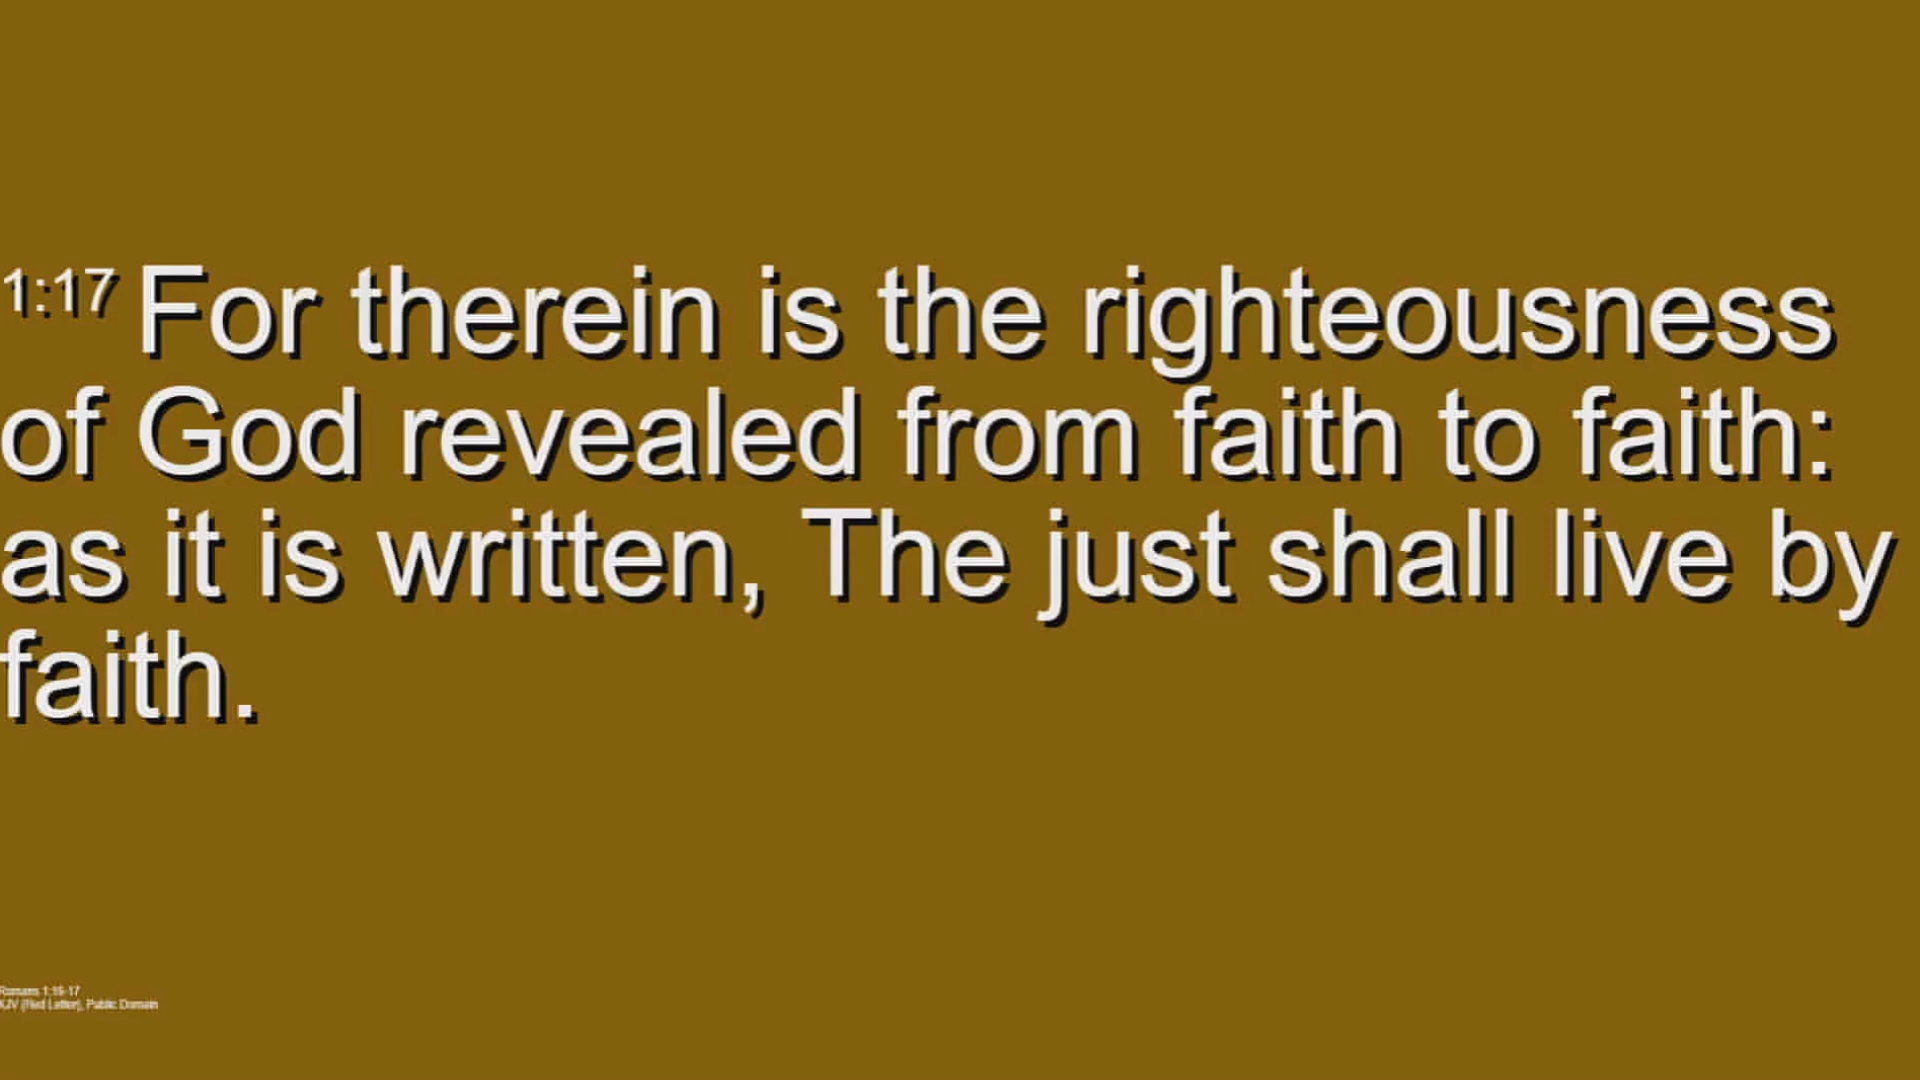 1:17 For therein is the righteousness
of God revealed from faith to faith:
as it is written, The just shall live by
faith.
Romans 1:16-17
KJV (Red Letter), Public Domain